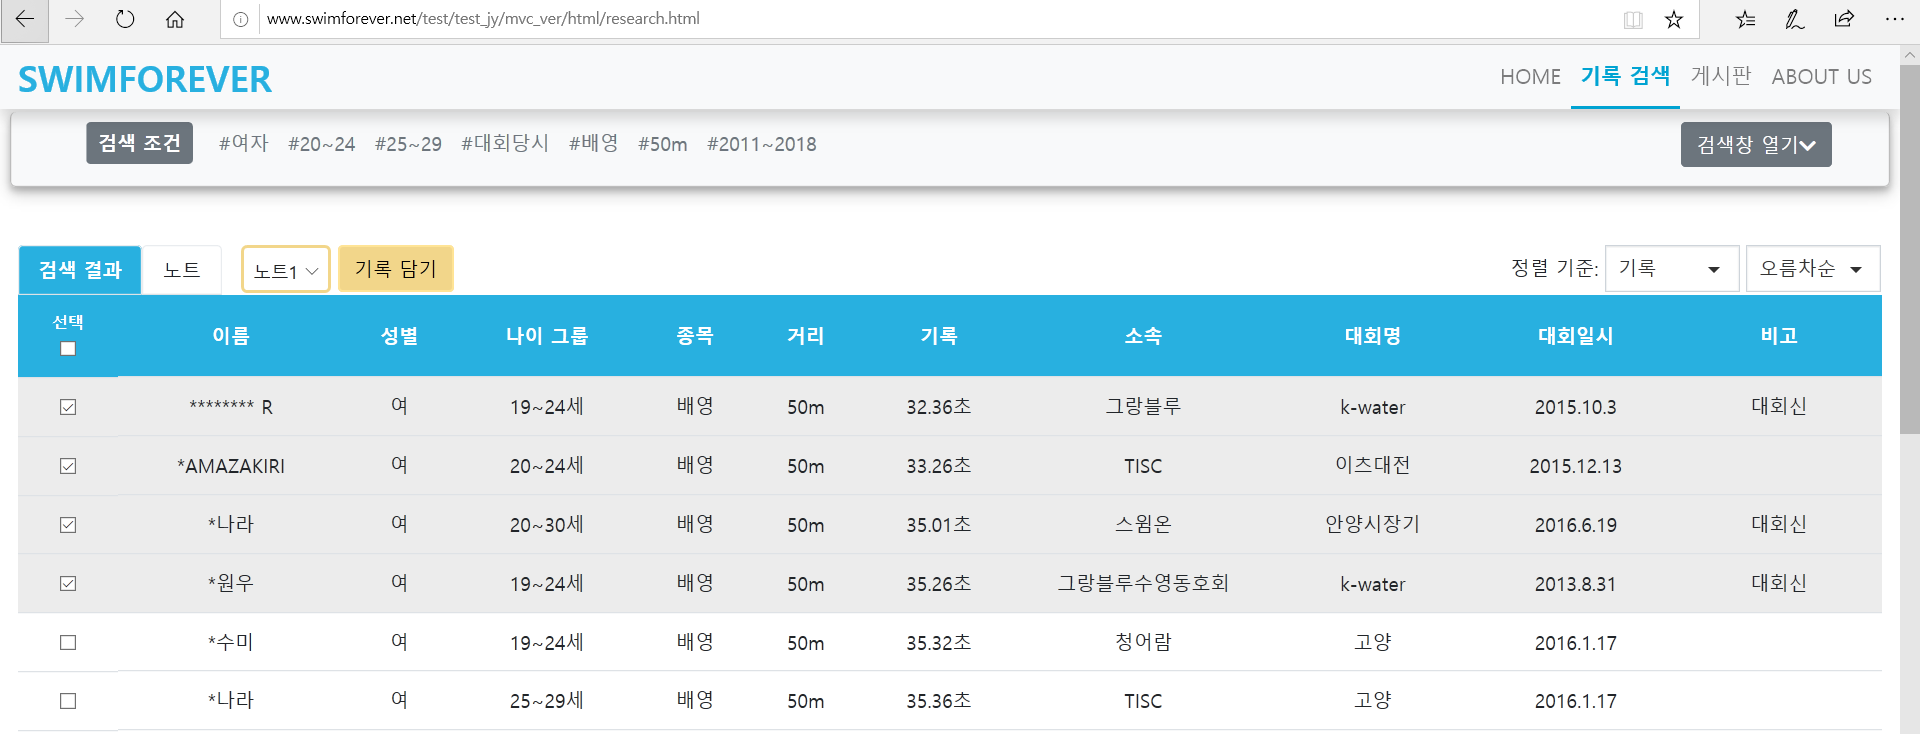 www.swimforever.net/test/test_jy/mvc_ver/html/research.html
SWIMFOREVER HOME 기록 검색 게시판 ABOUT US
검색 조건 #여자 #20~24 #25~29 #대회당시 #배영 #50m #2011~2018 검색창 열기
검색 결과 노트 노트1 기록 담기 정렬 기준: 기록 오름차순
선택 이름 성별 나이 그룹 종목 거리 기록 소속 대회명 대회일시 비고
******** R 여 19~24세 배영 50m 32.36초 그랑블루 k-water 2015.10.3 대회신
*AMAZAKIRI 여 20~24세 배영 50m 33.26초 TISC 이츠대전 2015.12.13
*나라 여 20~30세 배영 50m 35.01초 스윔온 안양시장기 2016.6.19 대회신
*원우 여 19~24세 배영 50m 35.26초 그랑블루수영동호회 k-water 2013.8.31 대회신
*수미 여 19~24세 배영 50m 35.32초 청어람 고양 2016.1.17
*나라 여 25~29세 배영 50m 35.36초 TISC 고양 2016.1.17